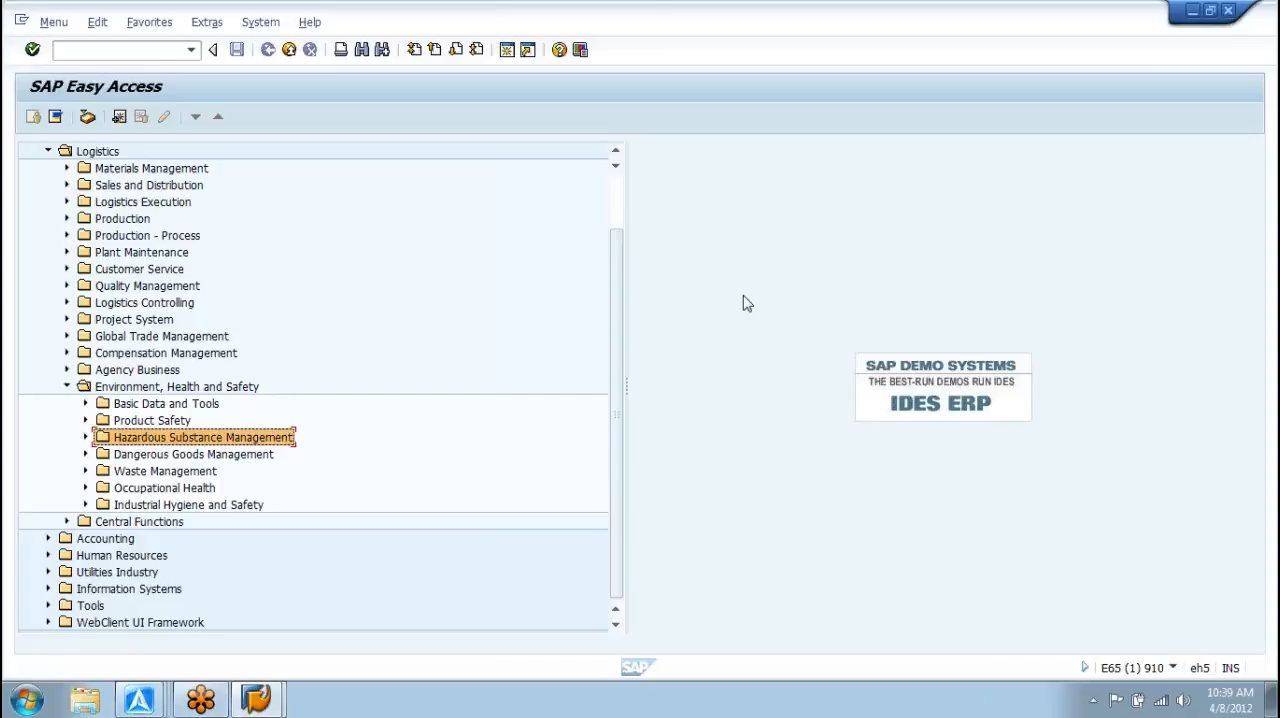 Menu Edit Favorites Extras System Help
SAP Easy Access
Logistics
Materials Management
Sales and Distribution
Logistics Execution
Production
Production - Process
Plant Maintenance
Customer Service
Quality Management
Logistics Controlling
Project System
Global Trade Management
Compensation Management
Agency Business
Environment, Health and Safety
Basic Data and Tools
Product Safety
Hazardous Substance Management
Dangerous Goods Management
Waste Management
Occupational Health
Industrial Hygiene and Safety
Central Functions
Accounting
Human Resources
Utilities Industry
Information Systems
Tools
WebClient UI Framework
SAP DEMO SYSTEMS
THE BEST-RUN DEMOS RUN IDES
IDES ERP
SAP
E65 (1) 910 eh5 INS
10:39 AM
4/8/2012